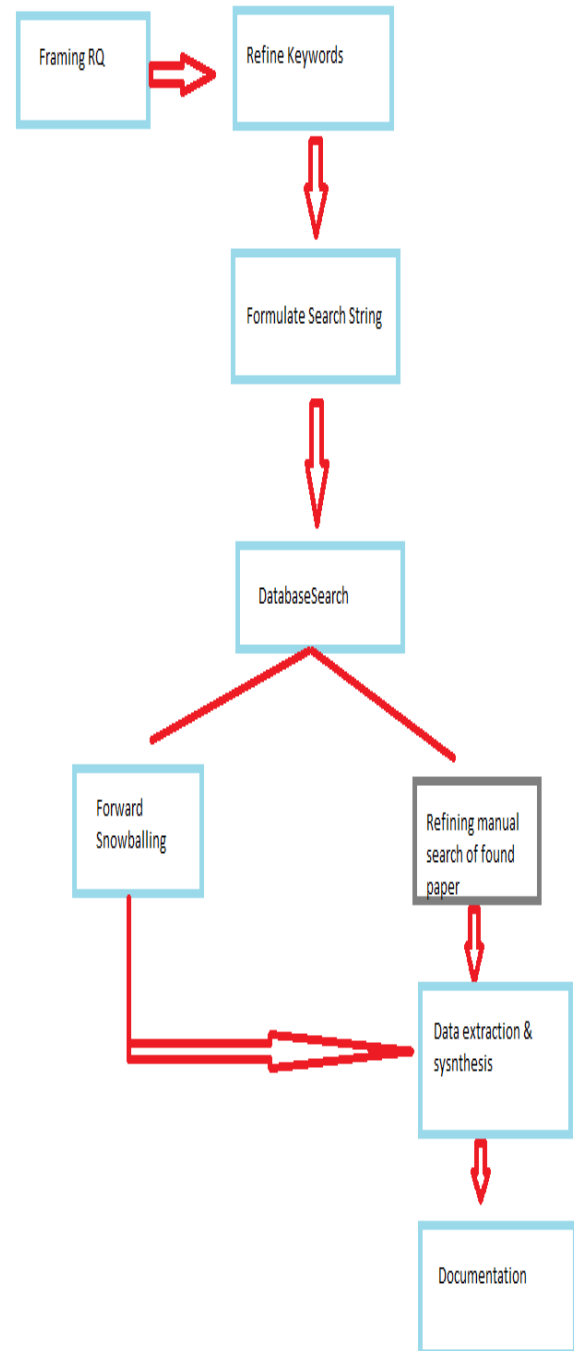 Framing RQ
Refine Keywords
Formulate Search String
DatabaseSearch
Forward
Snowballing
Refining manual
search of found
paper
Data extraction &
sysnthesis
Documentation